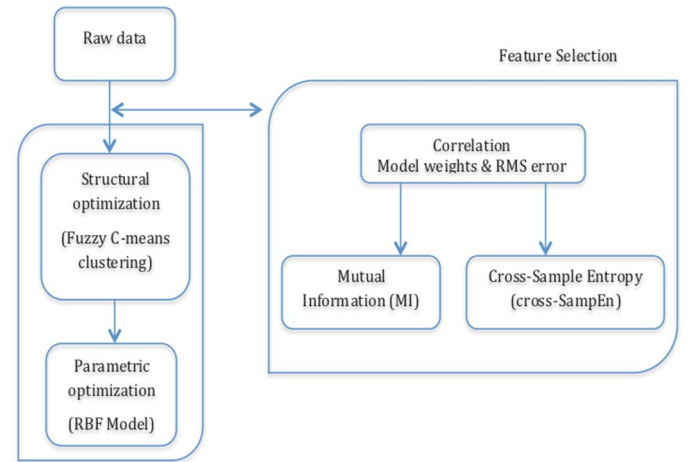 Raw data
Feature Selection
Structural
optimization
(Fuzzy C-means
clustering)
Parametric
optimization
(RBF Model)
Correlation
Model weights & RMS error
Mutual
Information (MI)
Cross-Sample Entropy
(cross-SampEn)